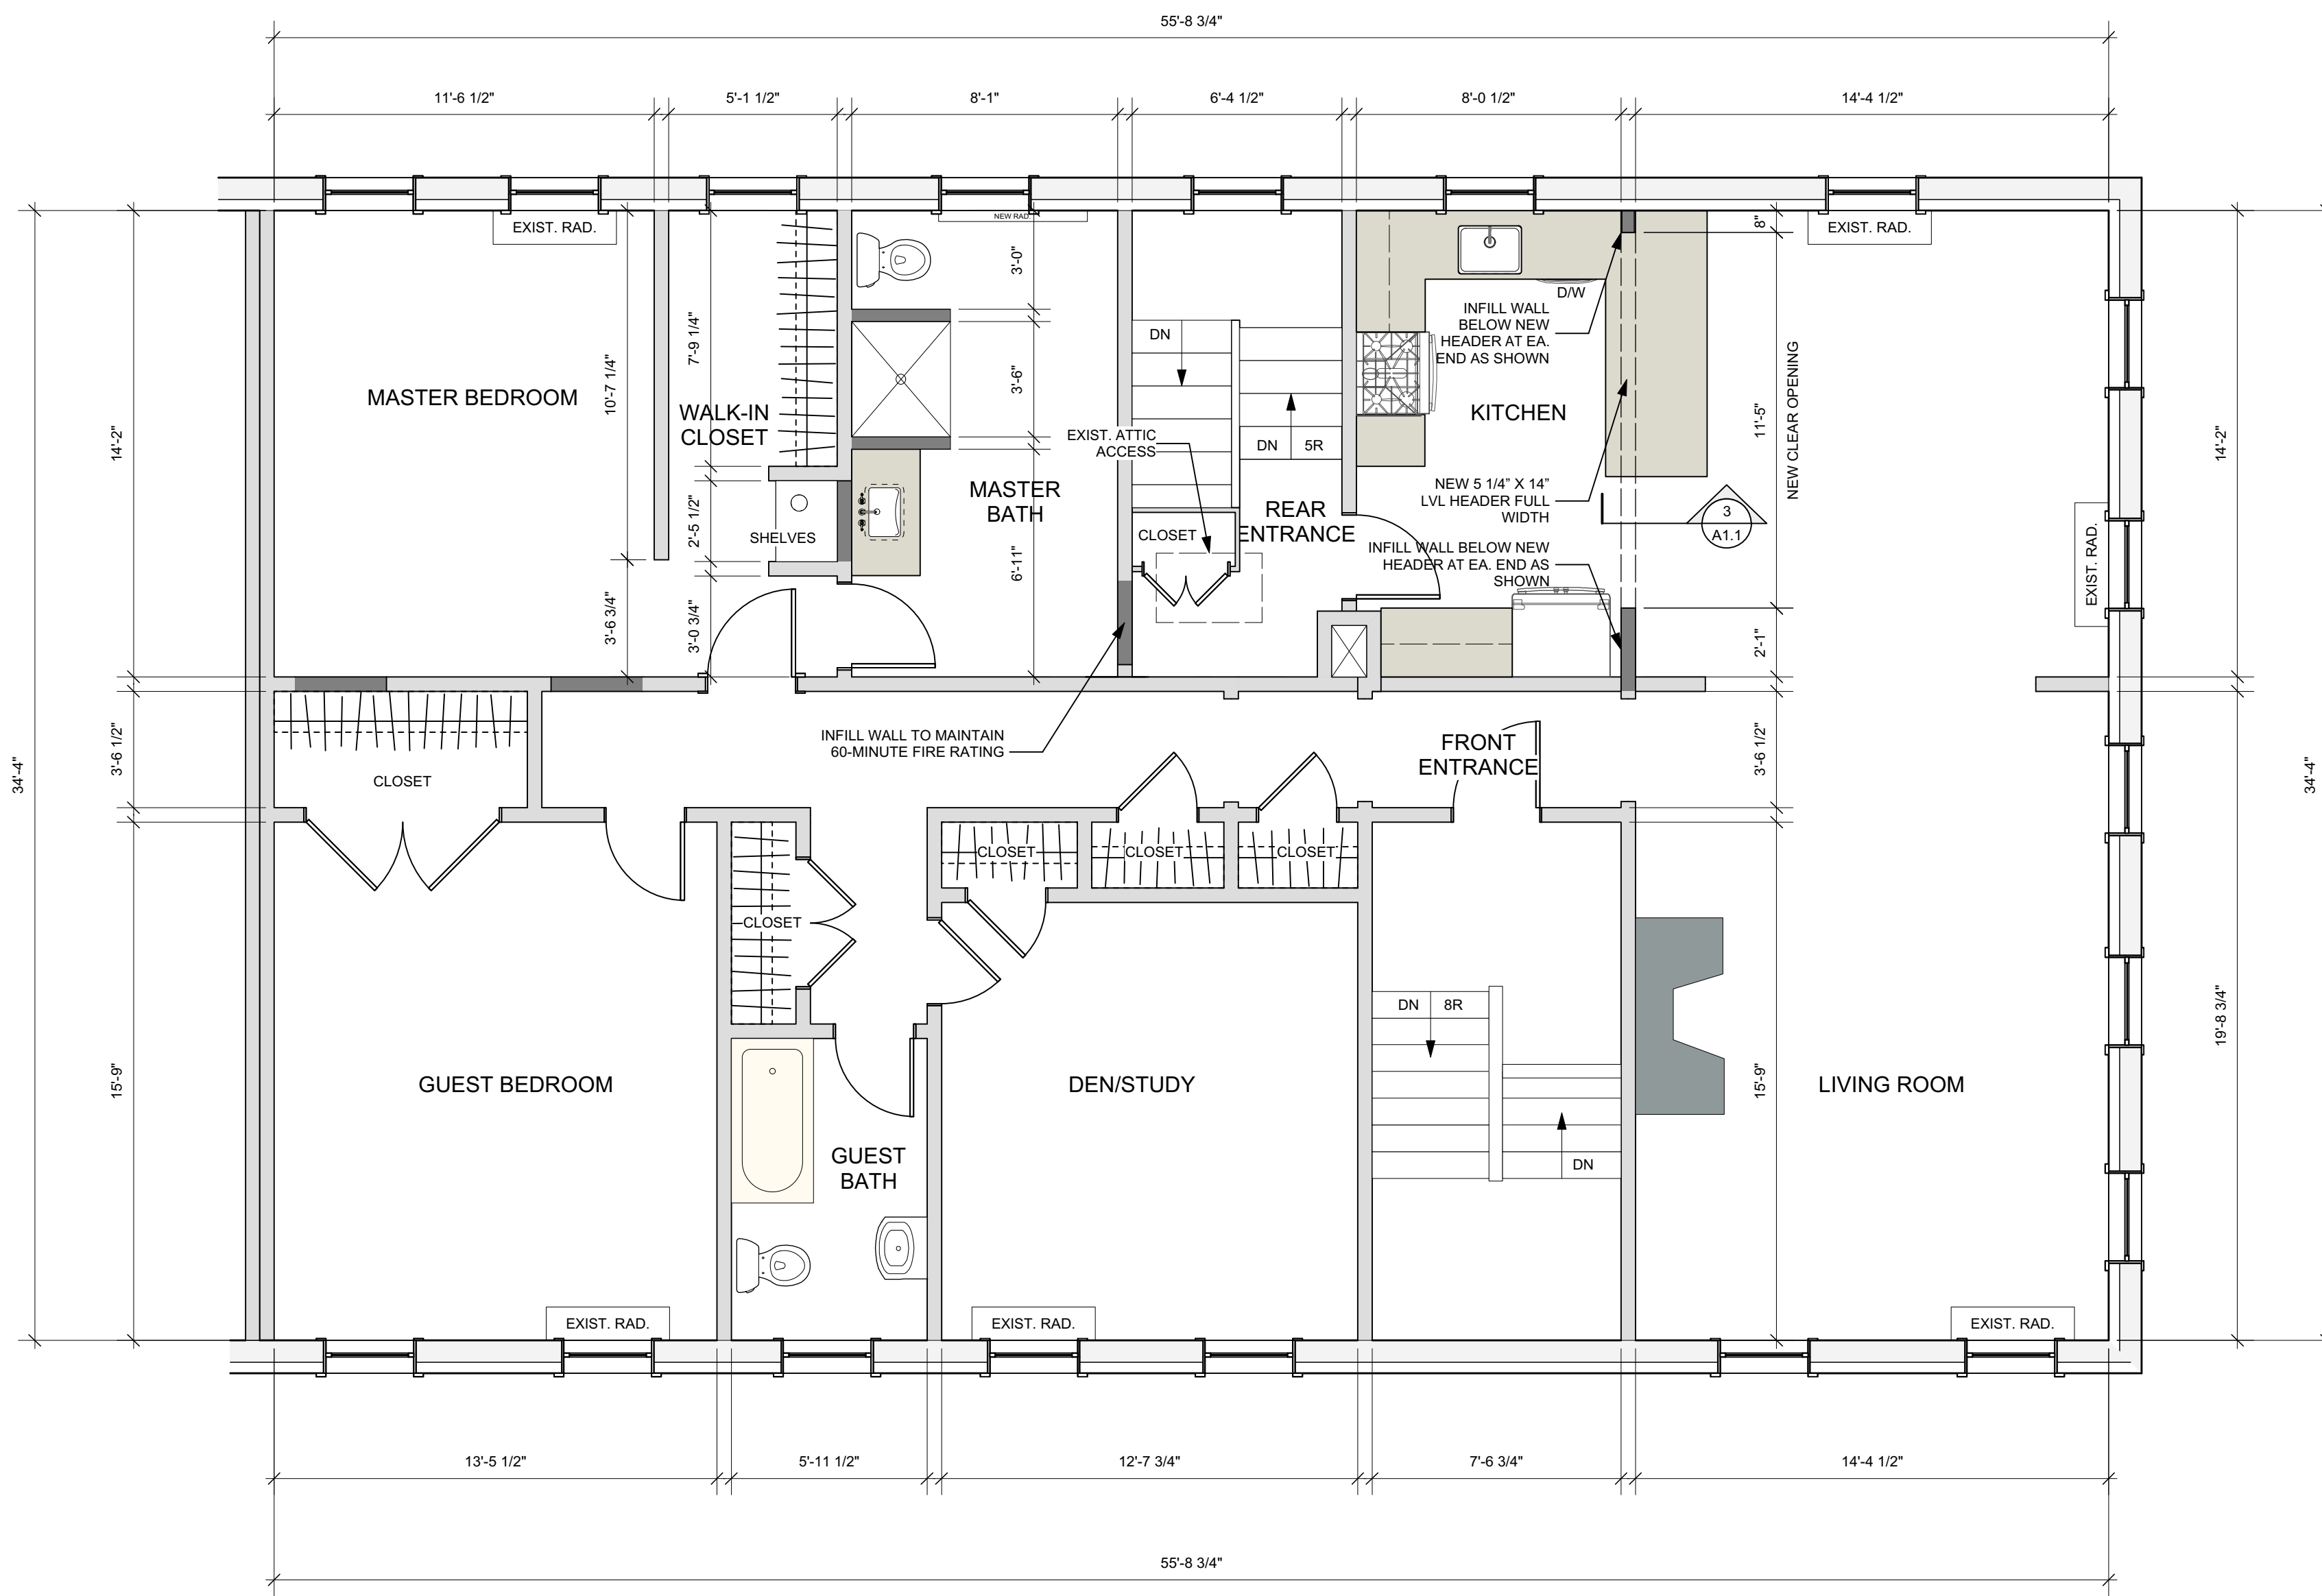 55'-8 3/4"
11'-6 1/2"
5'-1 1/2"
8'-1"
6'-4 1/2"
8'-0 1/2"
14'-4 1/2"
EXIST. RAD.
NEW RAD.
EXIST. RAD.
8"
3'-0"
D/W
INFILL WALL
BELOW NEW
HEADER AT EA.
END AS SHOWN
DN
7'-9 1/4"
10'-7 1/4"
3'-6"
MASTER BEDROOM
WALK-IN
CLOSET
KITCHEN
11'-5"
NEW CLEAR OPENING
14'-2"
14'-2"
EXIST. ATTIC
ACCESS
DN
5R
MASTER
BATH
NEW 5 1/4” X 14”
LVL HEADER FULL
WIDTH
REAR
ENTRANCE
3
A1.1
2'-5 1/2"
SHELVES
CLOSET
6'-11"
INFILL WALL BELOW NEW
HEADER AT EA. END AS
SHOWN
EXIST. RAD.
3'-6 3/4"
3'-0 3/4"
2'-1"
3'-6 1/2"
INFILL WALL TO MAINTAIN
60-MINUTE FIRE RATING
FRONT
ENTRANCE
3'-6 1/2"
34'-4"
34'-4"
CLOSET
CLOSET
CLOSET
CLOSET
CLOSET
DN
8R
19'-8 3/4"
15'-9"
GUEST BEDROOM
DEN/STUDY
15'-9"
LIVING ROOM
GUEST
BATH
DN
EXIST. RAD.
EXIST. RAD.
EXIST. RAD.
13'-5 1/2"
5'-11 1/2"
12'-7 3/4"
7'-6 3/4"
14'-4 1/2"
55'-8 3/4"